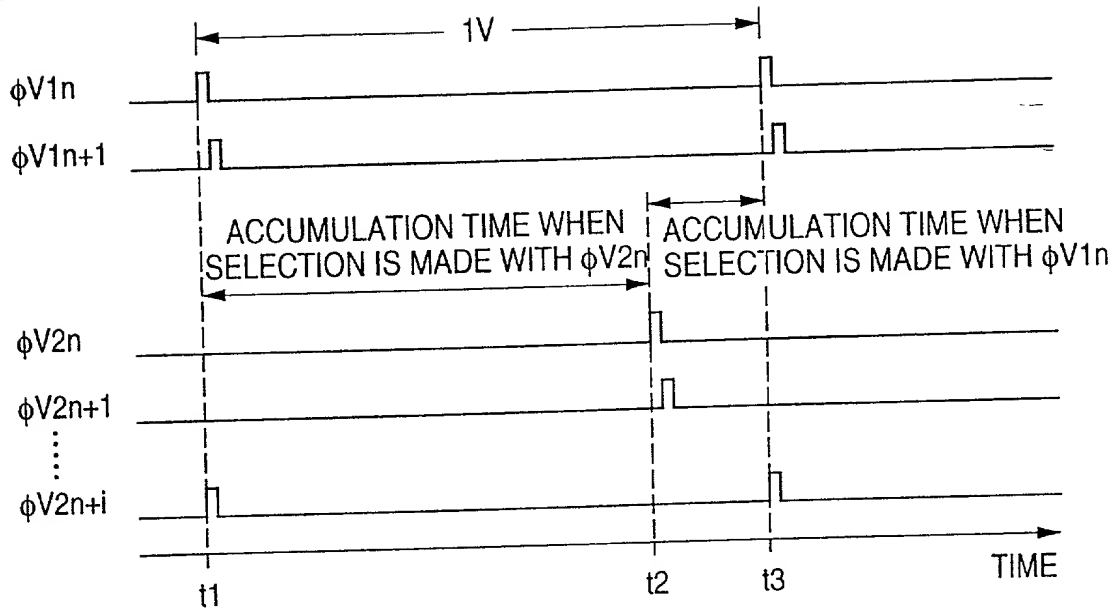 1V
φV1n
φV1n+1
ACCUMULATION TIME WHEN
SELECTION IS MADE WITH φV2n
ACCUMULATION TIME WHEN
SELECTION IS MADE WITH φV1n
φV2n
φV2n+1
φV2n+i
t1
t2
t3
TIME